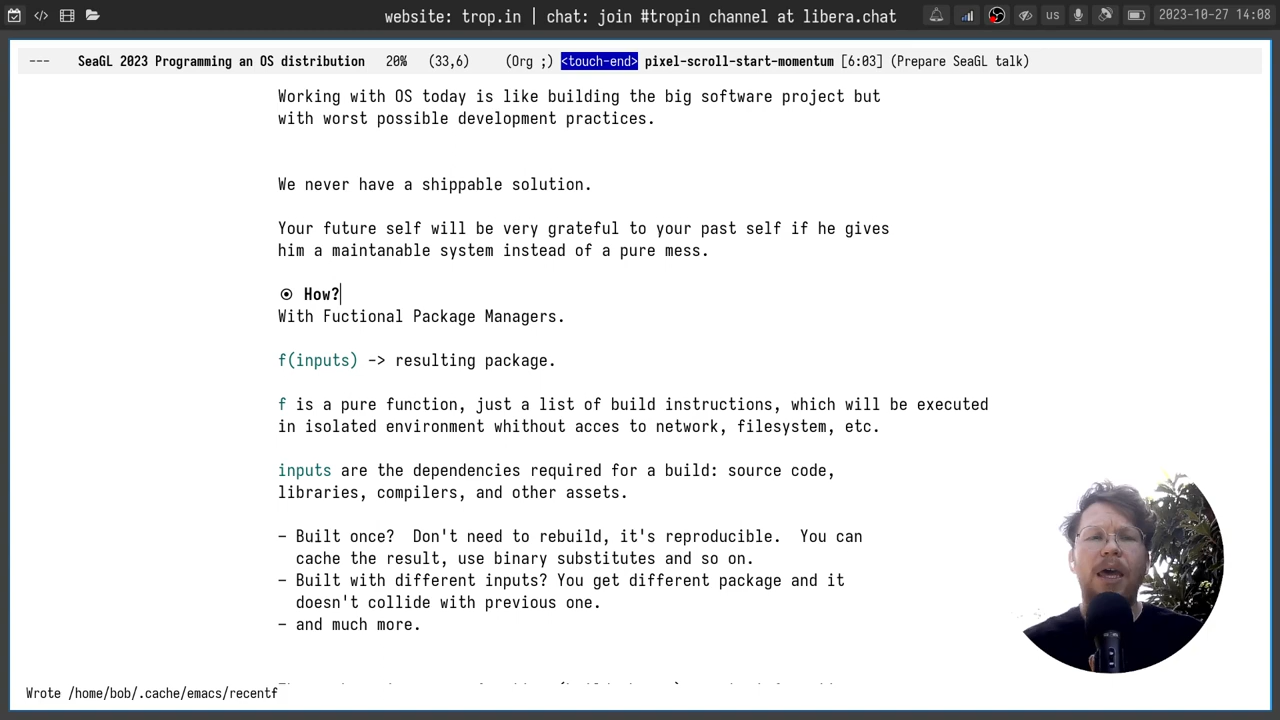 website: trop.in | chat: join #tropin channel at libera.chat
us
2023-10-27 14:08
--- SeaGL 2023 Programming an OS distribution 20% (33,6) (Org ;) <touch-end> pixel-scroll-start-momentum [6:03] (Prepare SeaGL talk)
Working with OS today is like building the big software project but
with worst possible development practices.
We never have a shippable solution.
Your future self will be very grateful to your past self if he gives
him a maintanable system instead of a pure mess.
How?
With Fuctional Package Managers.
f(inputs) -> resulting package.
f is a pure function, just a list of build instructions, which will be executed
in isolated environment whithout acces to network, filesystem, etc.
inputs are the dependencies required for a build: source code,
libraries, compilers, and other assets.
- Built once?  Don't need to rebuild, it's reproducible.  You can
cache the result, use binary substitutes and so on.
- Built with different inputs? You get different package and it
doesn't collide with previous one.
- and much more.
Wrote /home/bob/.cache/emacs/recentf